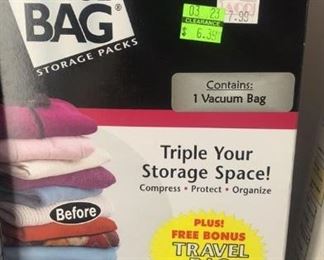 BAG®
STORAGE PACKS
03 23
CLEARANCE
$ 6.39
7.99
Contains:
1 Vacuum Bag
Triple Your
Storage Space!
Compress • Protect • Organize
Before
PLUS!
FREE BONUS
TRAVEL